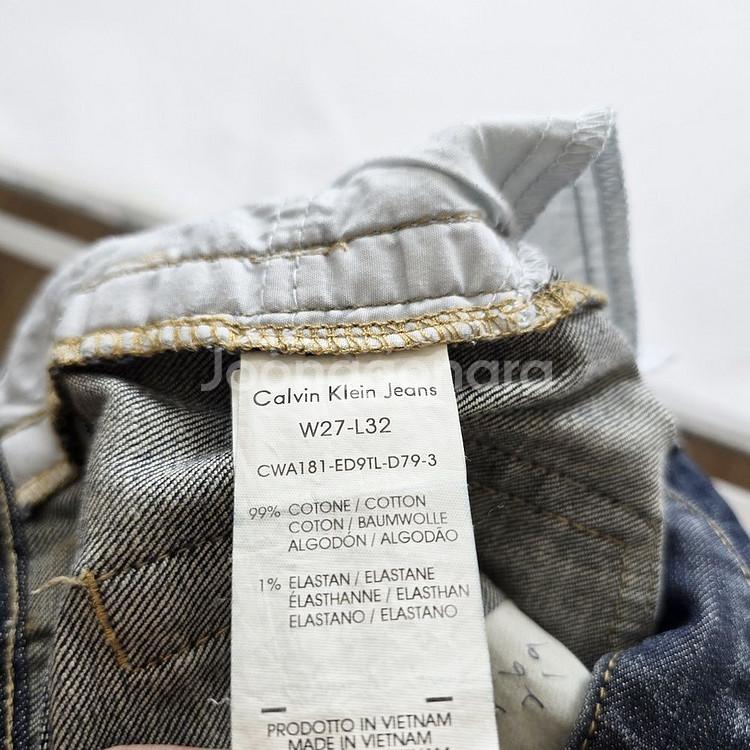 Joonggonara
Calvin Klein Jeans
W27-L32
CWA181-ED9TL-D79-3
99% COTONE / COTTON
COTON / BAUMWOLLE
ALGODÓN / ALGODÃO
1% ELASTAN / ELASTANE
ÉLASTHANNE / ELASTHAN
ELASTANO / ELASTANO
PRODOTTO IN VIETNAM
MADE IN VIETNAM